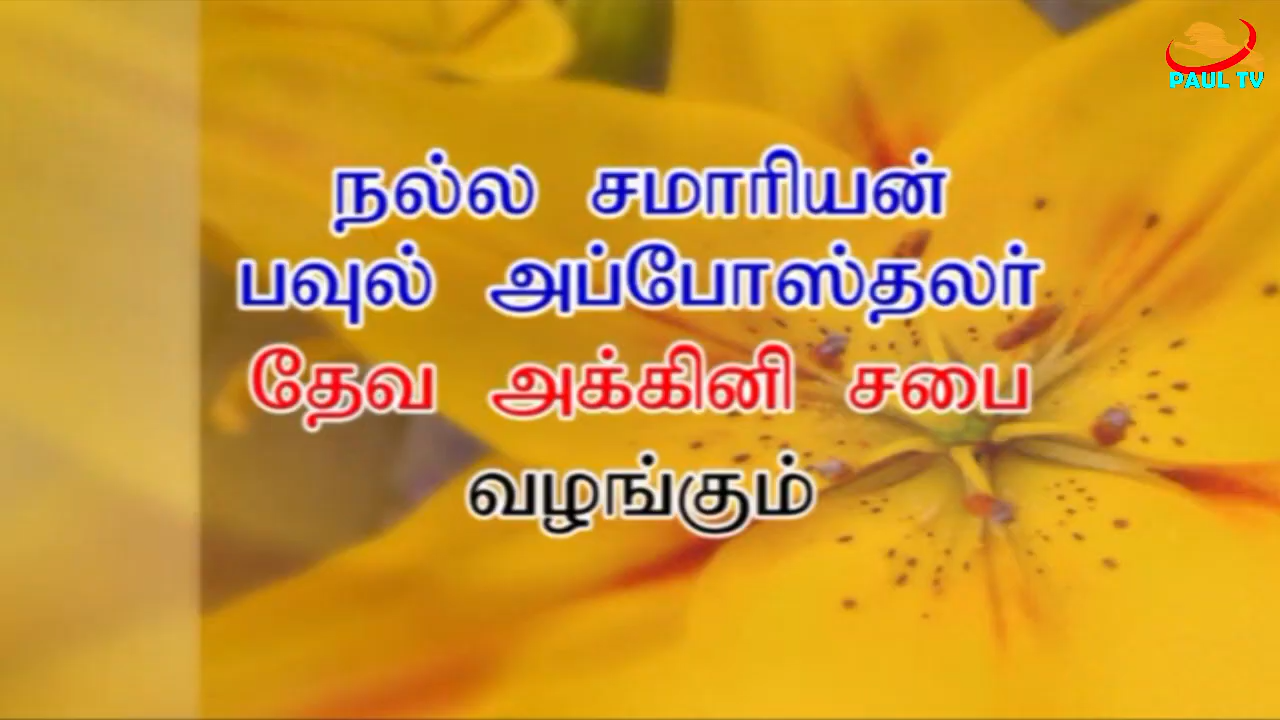 PAUL TV
நல்ல சமாரியன்
பவுல் அப்போஸ்தலர்
தேவ அக்கினி சபை
வழங்கும்